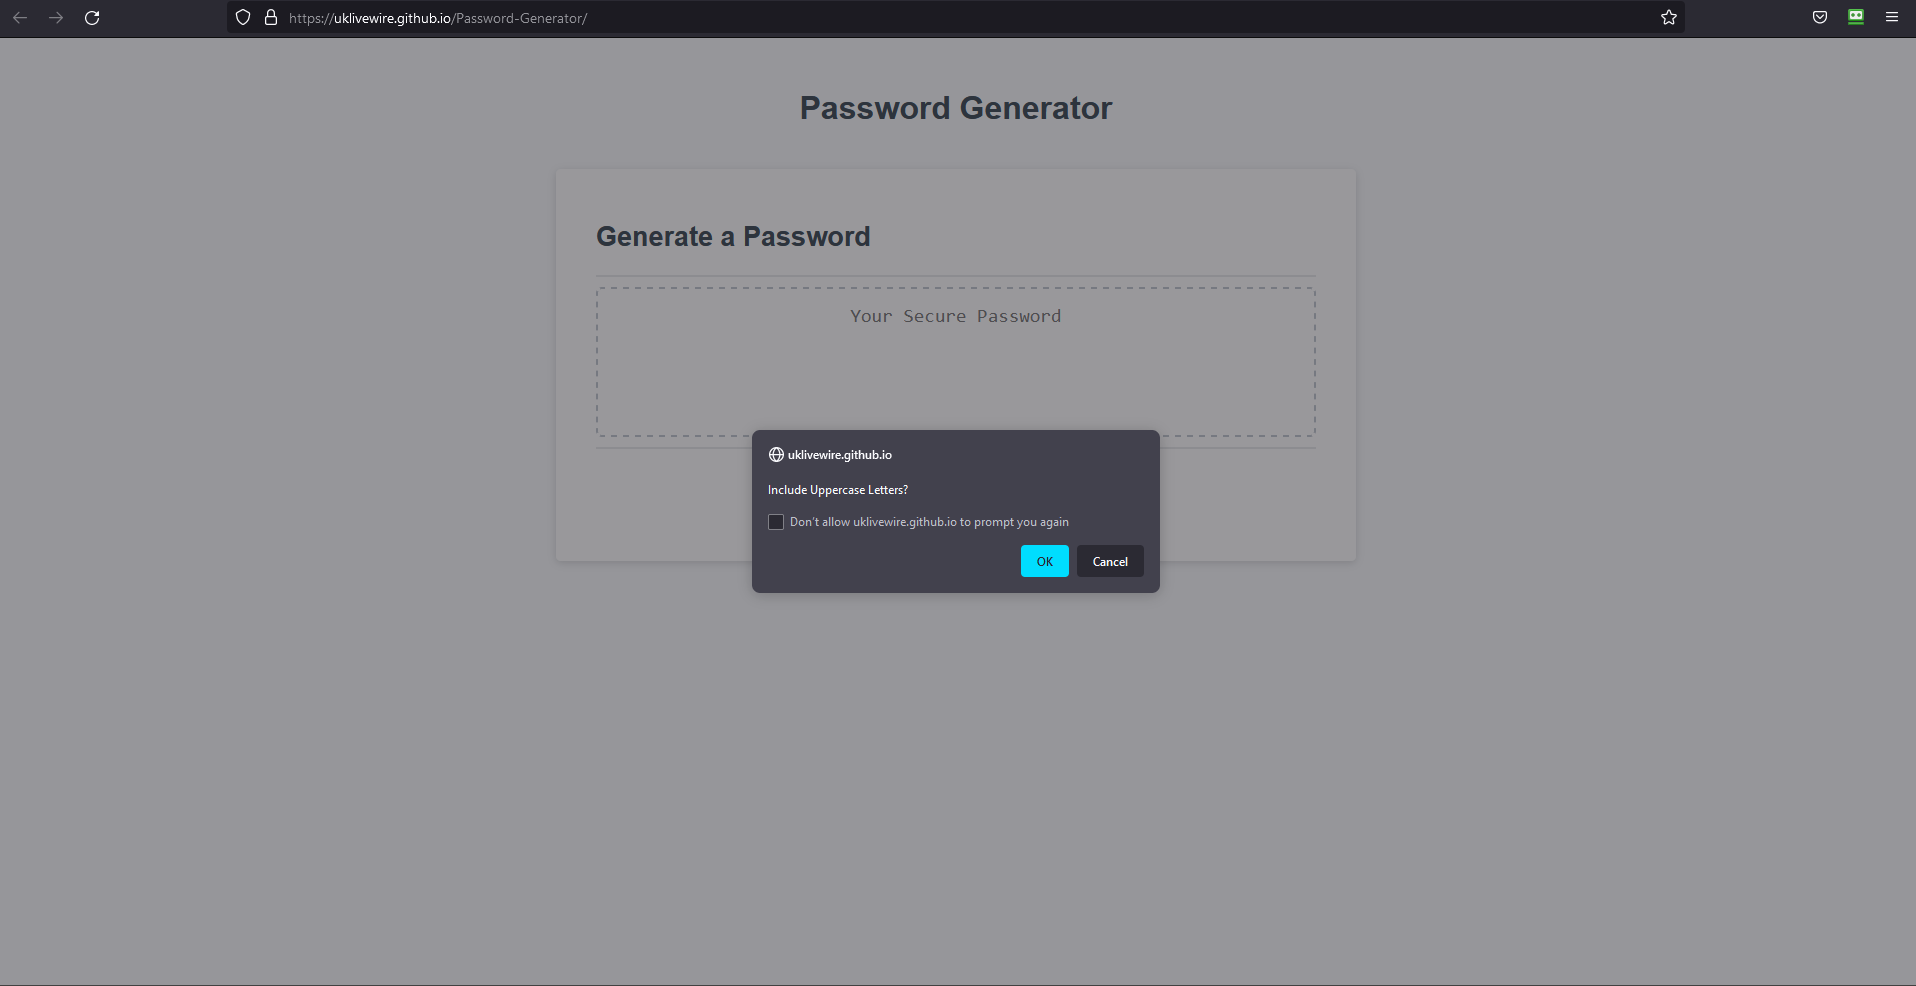 https://uklivewire.github.io/Password-Generator/
Password Generator
Generate a Password
Your Secure Password
uklivewire.github.io
Include Uppercase Letters?
Don't allow uklivewire.github.io to prompt you again
OK
Cancel